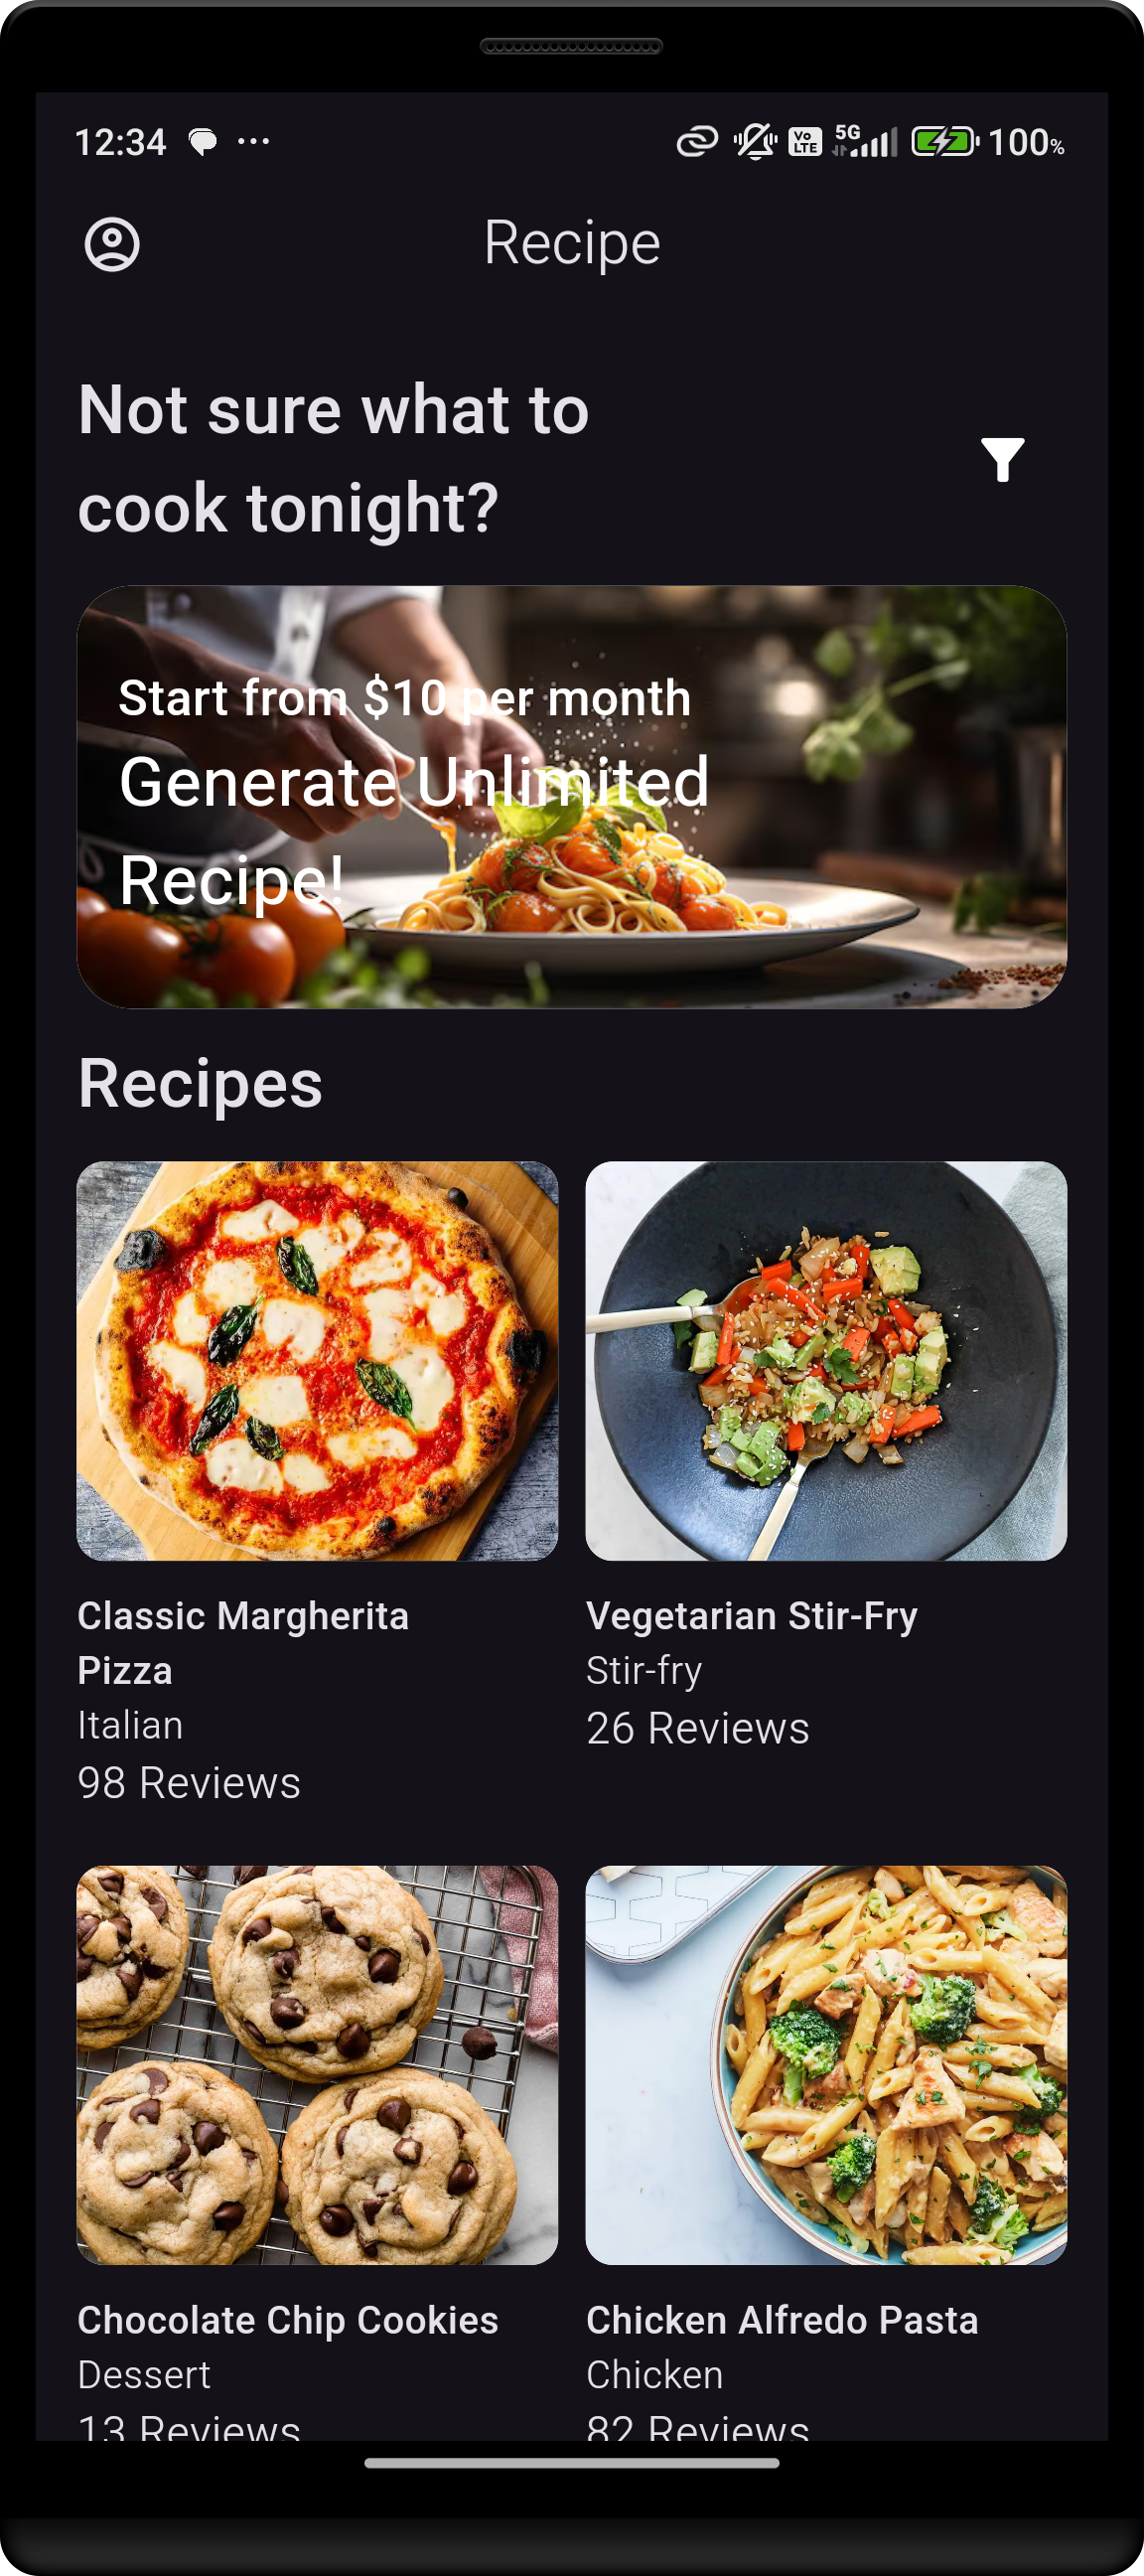 12:34
Vo LTE
5G
100%
Recipe
Not sure what to
cook tonight?
Start from $10 per month
Generate Unlimited
Recipe!
Recipes
Classic Margherita
Pizza
Italian
98 Reviews
Vegetarian Stir-Fry
Stir-fry
26 Reviews
Chocolate Chip Cookies
Dessert
13 Reviews
Chicken Alfredo Pasta
Chicken
82 Reviews